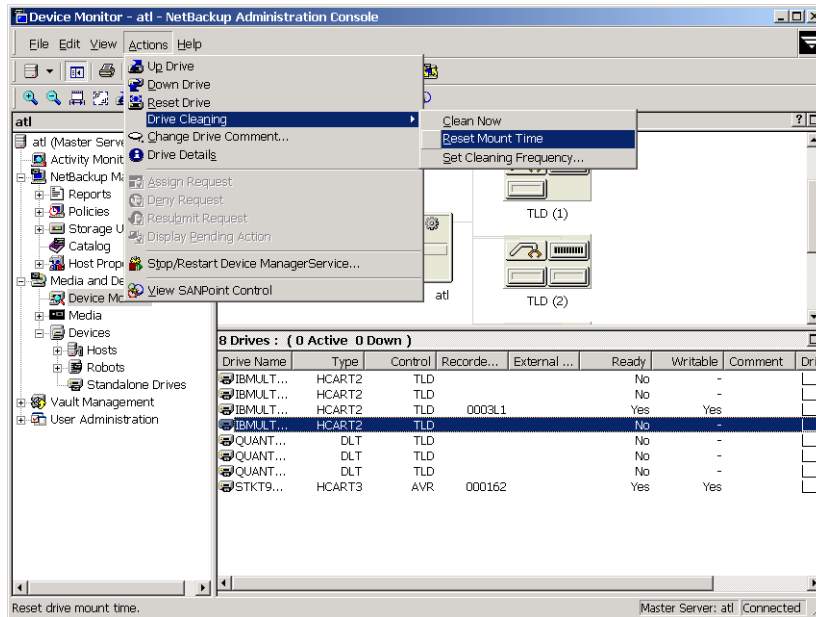 Device Monitor - atl - NetBackup Administration Console
File Edit View Actions Help
Up Drive
Down Drive
Reset Drive
Drive Cleaning
Change Drive Comment...
Drive Details
Assign Request
Deny Request
Resubmit Request
Display Pending Action
Stop/Restart Device ManagerService...
View SANPoint Control
Clean Now
Reset Mount Time
Set Cleaning Frequency...
atl
atl (Master Serve
Activity Monit
NetBackup Ma
Reports
Policies
Storage U
Catalog
Host Prop
Media and De
Device Mo
Media
Devices
Hosts
Robots
Standalone Drives
Vault Management
User Administration
TLD (1)
atl
TLD (2)
8 Drives : ( 0 Active 0 Down )
Drive Name Type Control Recorde... External ... Ready Writable Comment Dri
IBMULT... HCART2 TLD No -
IBMULT... HCART2 TLD No -
IBMULT... HCART2 TLD 0003L1 Yes Yes
IBMULT... HCART2 TLD No -
QUANT... DLT TLD No -
QUANT... DLT TLD No -
QUANT... DLT TLD No -
STKT9... HCART3 AVR 000162 Yes Yes
Reset drive mount time.
Master Server: atl Connected